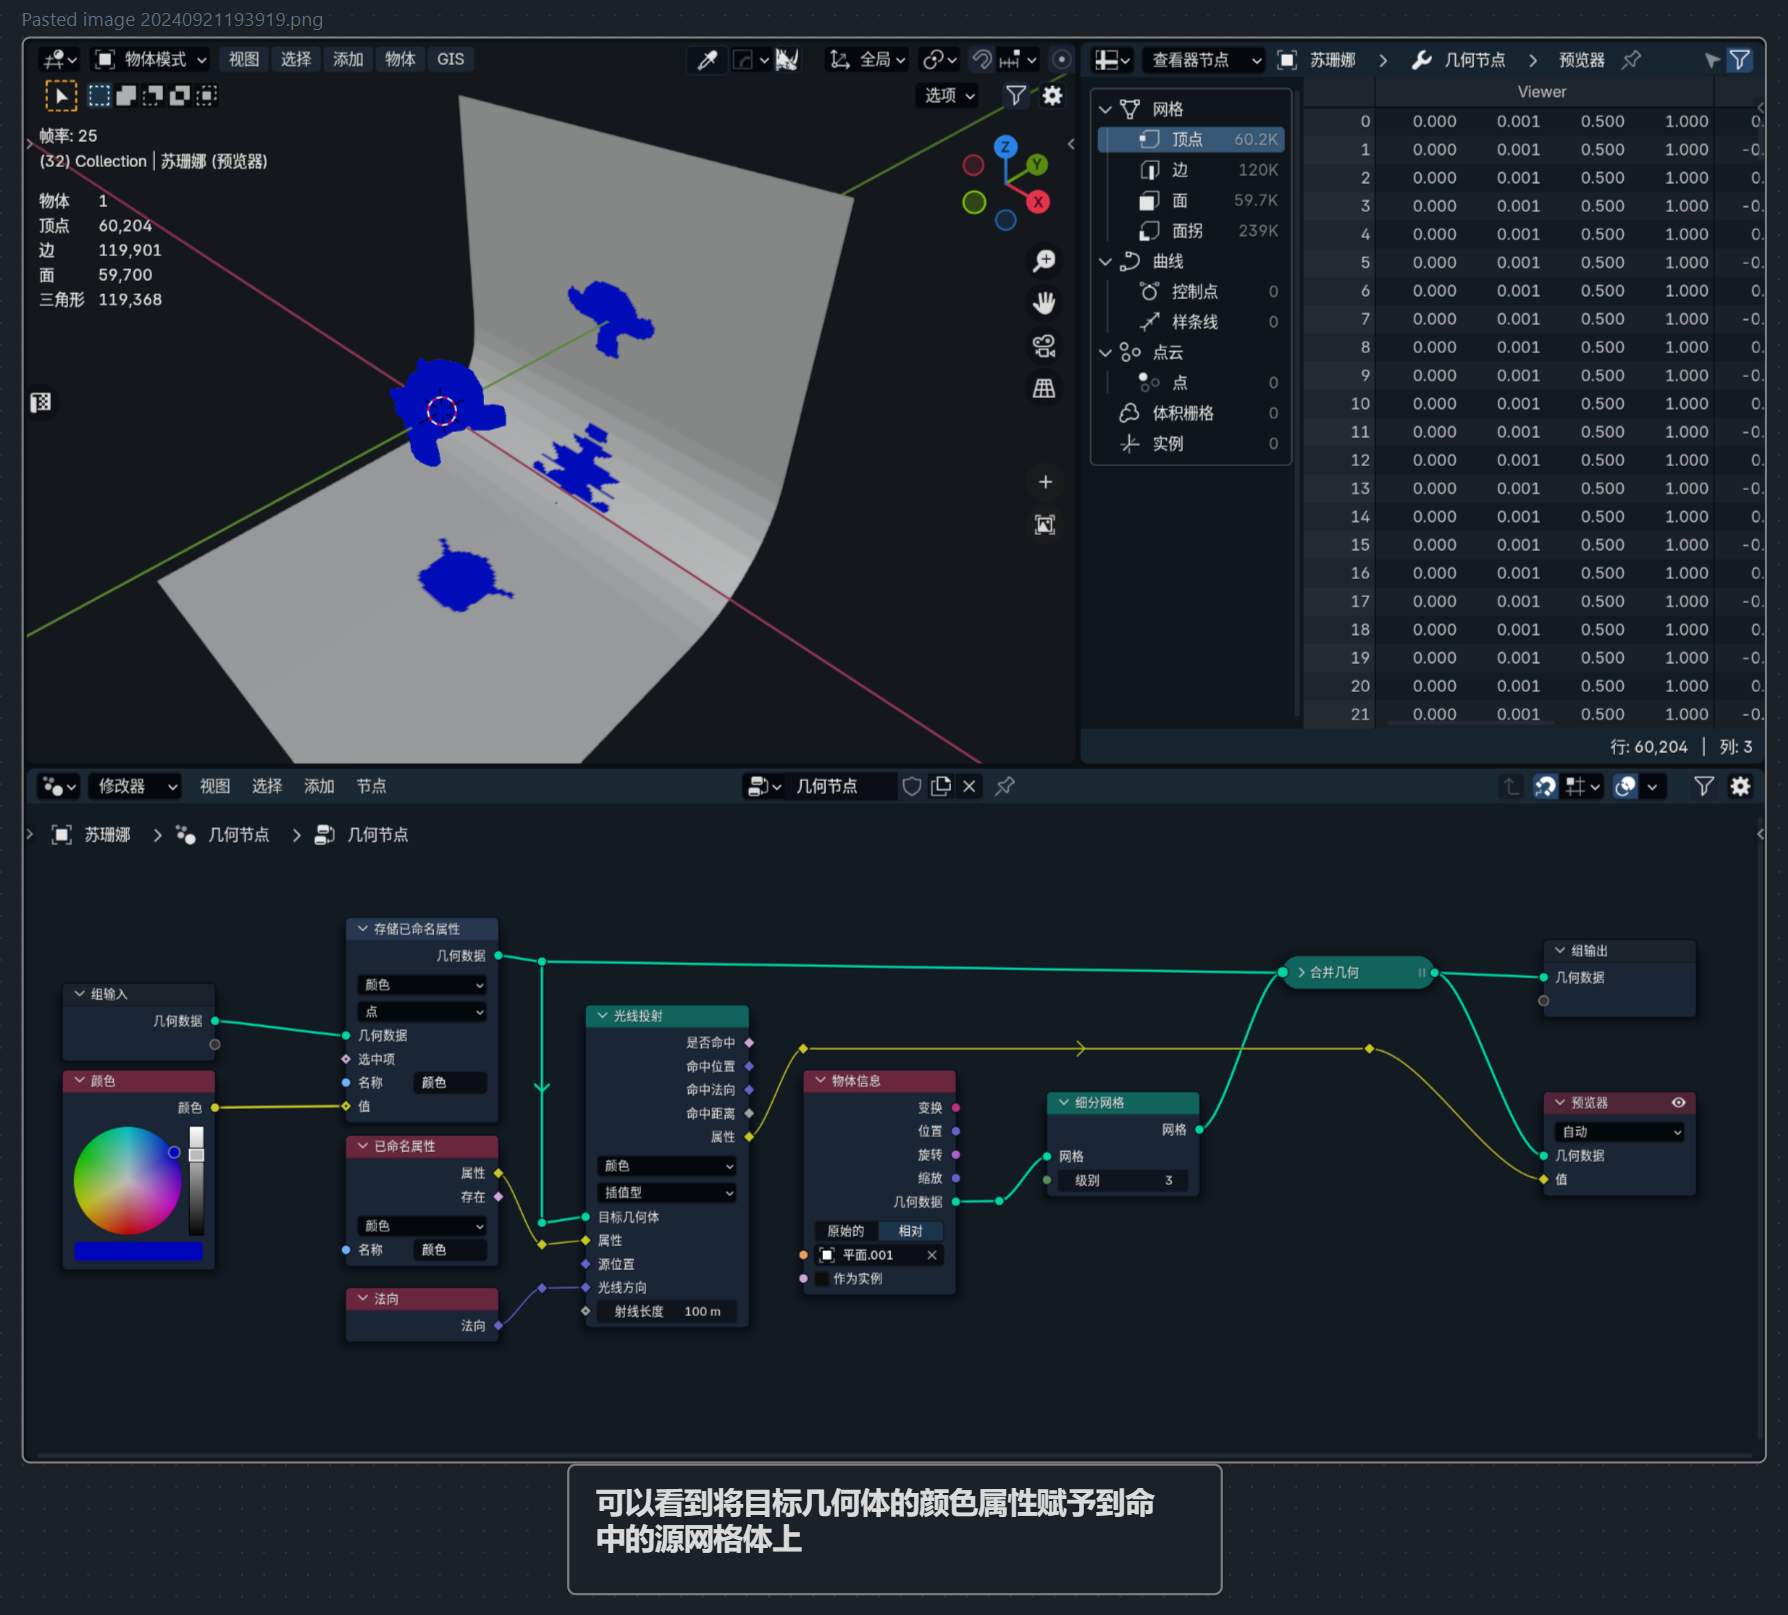 Pasted image 20240921193919.png
物体模式 视图 选择 添加 物体 GIS 全局
选项
帧率: 25
(32) Collection | 苏珊娜 (预览器)
物体 1
顶点 60,204
边 119,901
面 59,700
三角形 119,368
Z
Y
X
查看器节点 苏珊娜 几何节点 预览器
网格
顶点 60.2K
边 120K
面 59.7K
面拐 239K
曲线
控制点 0
样条线 0
点云
点 0
体积栅格 0
实例 0
Viewer
0 0.000 0.001 0.500 1.000 0.
1 0.000 0.001 0.500 1.000 -0.
2 0.000 0.001 0.500 1.000 0.
3 0.000 0.001 0.500 1.000 -0.
4 0.000 0.001 0.500 1.000 0.
5 0.000 0.001 0.500 1.000 -0.
6 0.000 0.001 0.500 1.000 0.
7 0.000 0.001 0.500 1.000 -0.
8 0.000 0.001 0.500 1.000 0.
9 0.000 0.001 0.500 1.000 -0.
10 0.000 0.001 0.500 1.000 0.
11 0.000 0.001 0.500 1.000 -0.
12 0.000 0.001 0.500 1.000 0.
13 0.000 0.001 0.500 1.000 -0.
14 0.000 0.001 0.500 1.000 0.
15 0.000 0.001 0.500 1.000 -0.
16 0.000 0.001 0.500 1.000 0.
17 0.000 0.001 0.500 1.000 -0.
18 0.000 0.001 0.500 1.000 0.
19 0.000 0.001 0.500 1.000 -0.
20 0.000 0.001 0.500 1.000 0.
21 0.000 0.001 0.500 1.000 -0.
行: 60,204 | 列: 3
修改器 视图 选择 添加 节点 几何节点
苏珊娜 几何节点 几何节点
组输入
几何数据
颜色
颜色
存储已命名属性
几何数据
颜色
点
几何数据
选中项
名称 颜色
值
已命名属性
属性
存在
颜色
名称 颜色
法向
法向
光线投射
是否命中
命中位置
命中法向
命中距离
属性
颜色
插值型
目标几何体
属性
源位置
光线方向
射线长度 100 m
物体信息
变换
位置
旋转
缩放
几何数据
原始的 相对
平面.001
作为实例
细分网格
网格
网格
级别 3
合并几何
组输出
几何数据
预览器
自动
几何数据
值
可以看到将目标几何体的颜色属性赋予到命
中的源网格体上